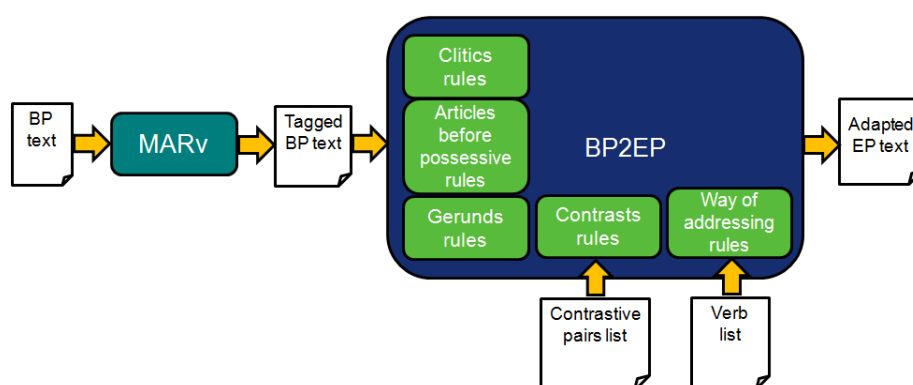 BP
text
MARv
Tagged
BP text
Clitics
rules
Articles
before
possessive
rules
Gerunds
rules
BP2EP
Contrasts
rules
Way of
addressing
rules
Adapted
EP text
Contrastive
pairs list
Verb
list